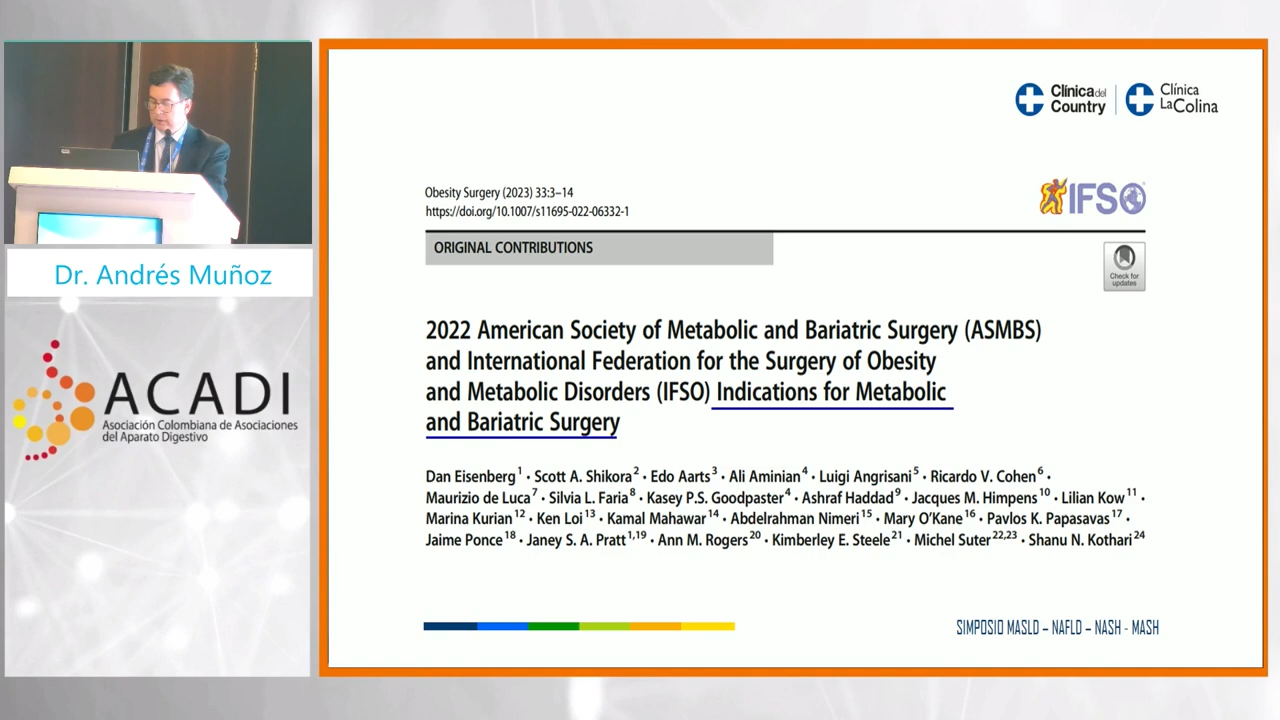 Clínica del
Country
Clínica
LaColina
Obesity Surgery (2023) 33:3–14
https://doi.org/10.1007/s11695-022-06332-1
IFSO
ORIGINAL CONTRIBUTIONS
Check for
updates
Dr. Andrés Muñoz
2022 American Society of Metabolic and Bariatric Surgery (ASMBS)
and International Federation for the Surgery of Obesity
and Metabolic Disorders (IFSO) Indications for Metabolic
and Bariatric Surgery
ACADI
Asociación Colombiana de Asociaciones
del Aparato Digestivo
Dan Eisenberg1 · Scott A. Shikora2 · Edo Aarts3 · Ali Aminian4 · Luigi Angrisani5 · Ricardo V. Cohen6 ·
Maurizio de Luca7 · Silvia L. Faria8 · Kasey P.S. Goodpaster4 · Ashraf Haddad9 · Jacques M. Himpens10 · Lilian Kow11 ·
Marina Kurian12 · Ken Loi13 · Kamal Mahawar14 · Abdelrahman Nimeri15 · Mary O'Kane16 · Pavlos K. Papasavas17 ·
Jaime Ponce18 · Janey S. A. Pratt1,19 · Ann M. Rogers20 · Kimberley E. Steele21 · Michel Suter22,23 · Shanu N. Kothari24
SIMPOSIO MASLD – NAFLD – NASH - MASH